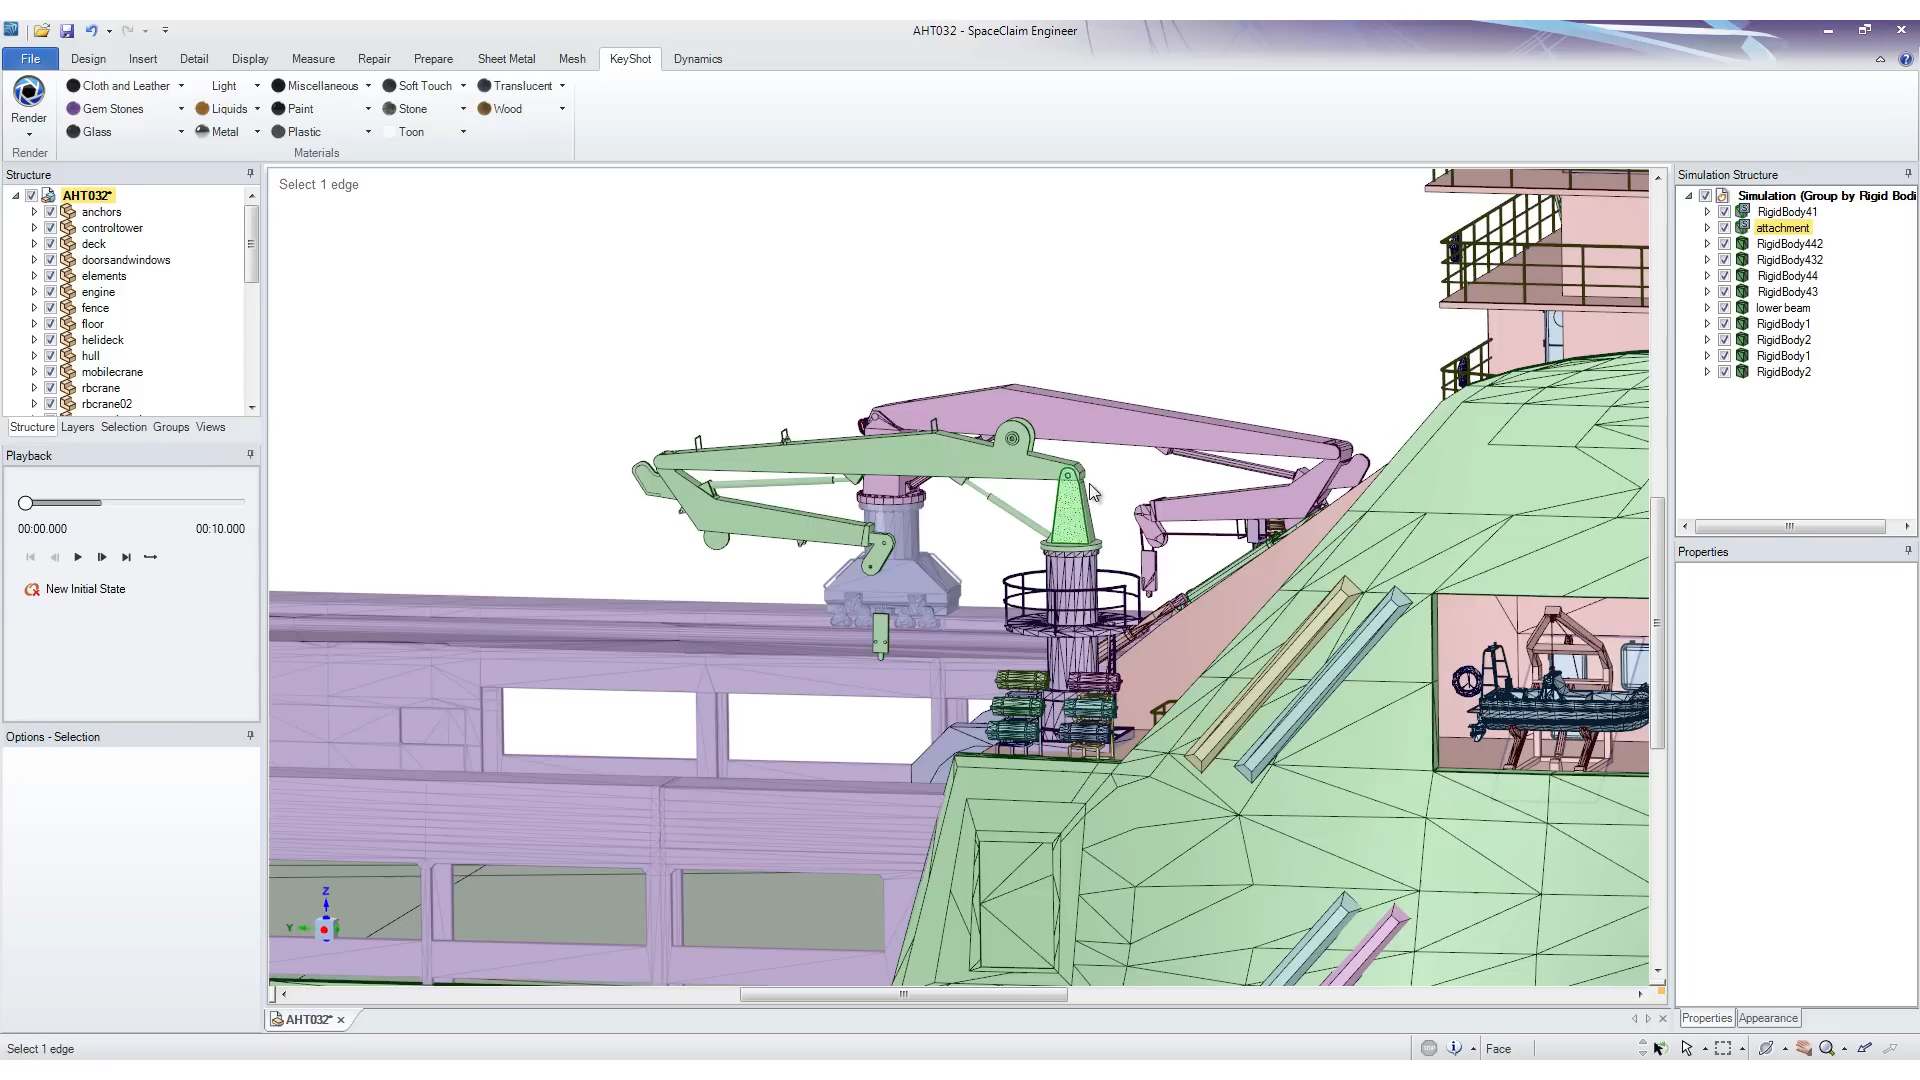 AHT032 - SpaceClaim Engineer
File Design Insert Detail Display Measure Repair Prepare Sheet Metal Mesh KeyShot Dynamics
Cloth and Leather Light Miscellaneous Soft Touch Translucent
Gem Stones Liquids Paint Stone Wood
Render
Glass Metal Plastic Toon
Render Materials
Structure
AHT032*
anchors
controltower
deck
doorsandwindows
elements
engine
fence
floor
helideck
hull
mobilecrane
rbcrane
rbcrane02
Structure Layers Selection Groups Views
Playback
00:00.000 00:10.000
New Initial State
Options - Selection
Select 1 edge
Z
Y
AHT032*
Simulation Structure
Simulation (Group by Rigid Bodi
RigidBody41
attachment
RigidBody442
RigidBody432
RigidBody44
RigidBody43
lower beam
RigidBody1
RigidBody2
RigidBody1
RigidBody2
Properties
Properties Appearance
Select 1 edge
Face